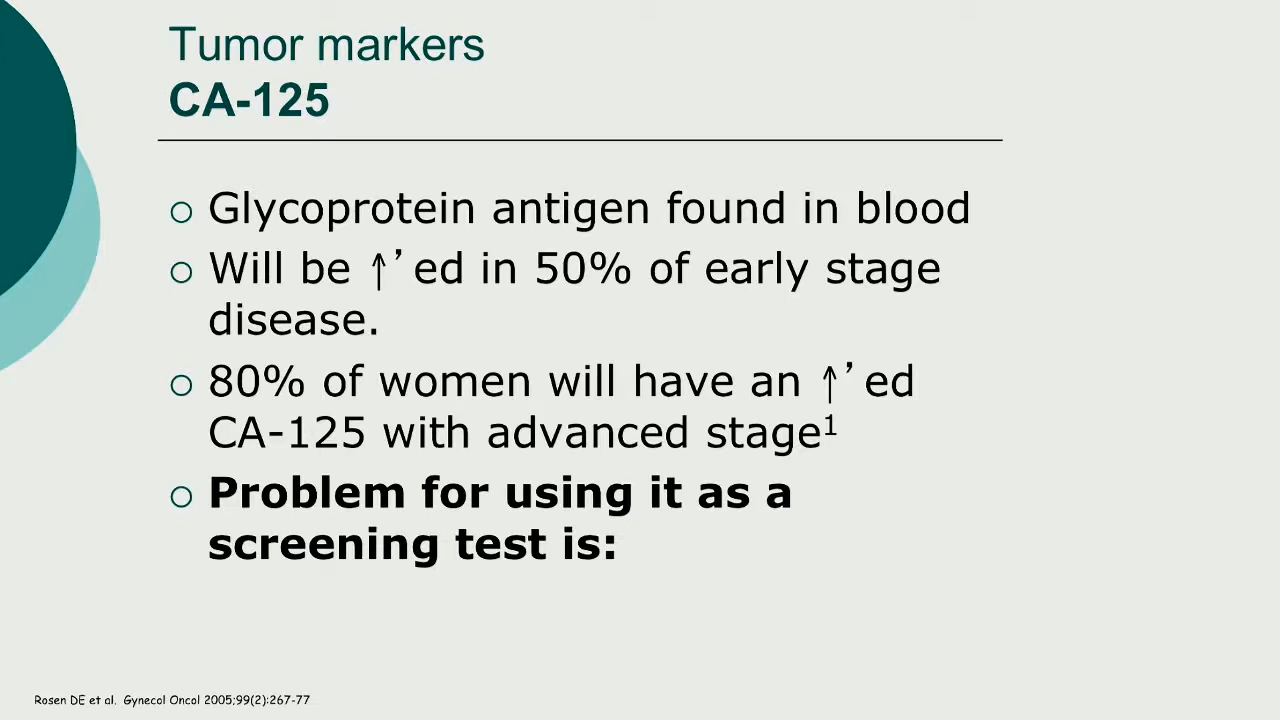 Tumor markers
CA-125
Glycoprotein antigen found in blood
Will be ↑’ed in 50% of early stage
disease.
80% of women will have an ↑’ed
CA-125 with advanced stage¹
Problem for using it as a
screening test is:
Rosen DE et al. Gynecol Oncol 2005;99(2):267-77